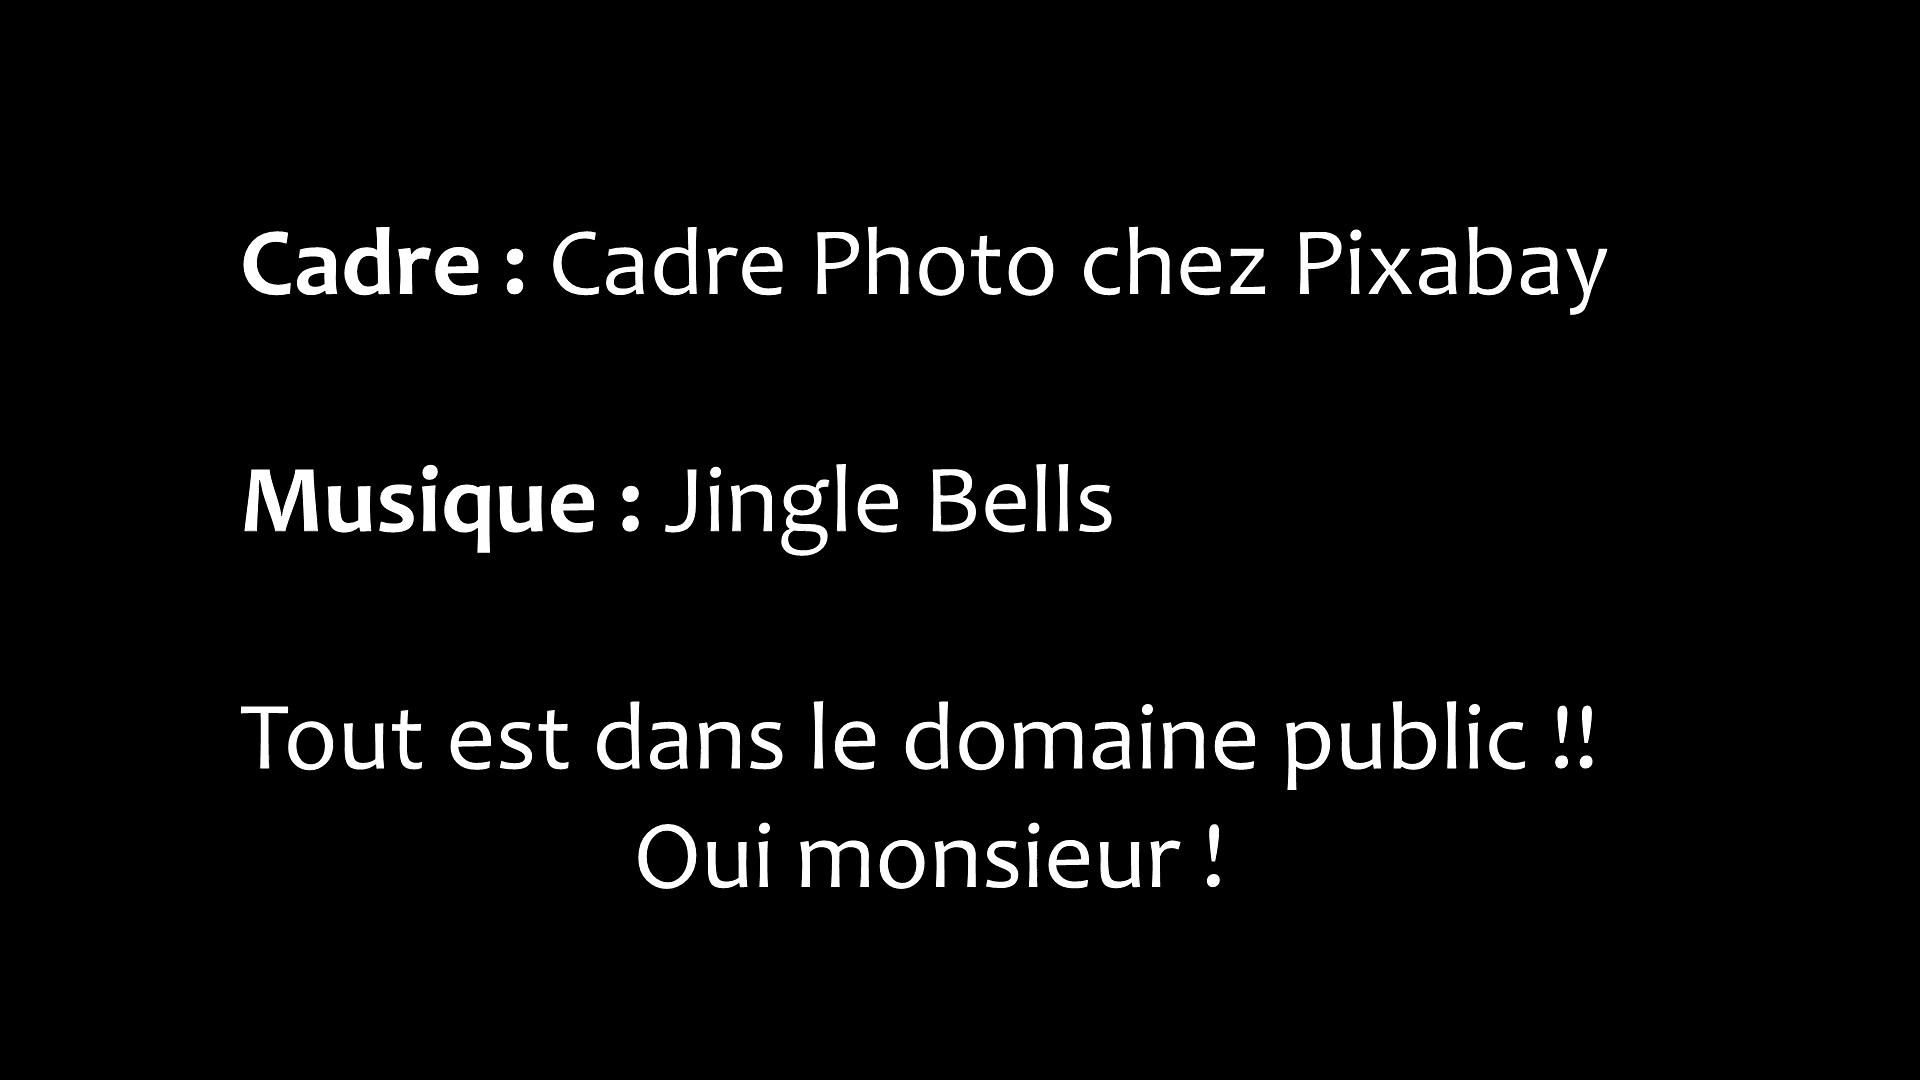 Cadre : Cadre Photo chez Pixabay
Musique : Jingle Bells
Tout est dans le domaine public !!
Oui monsieur !